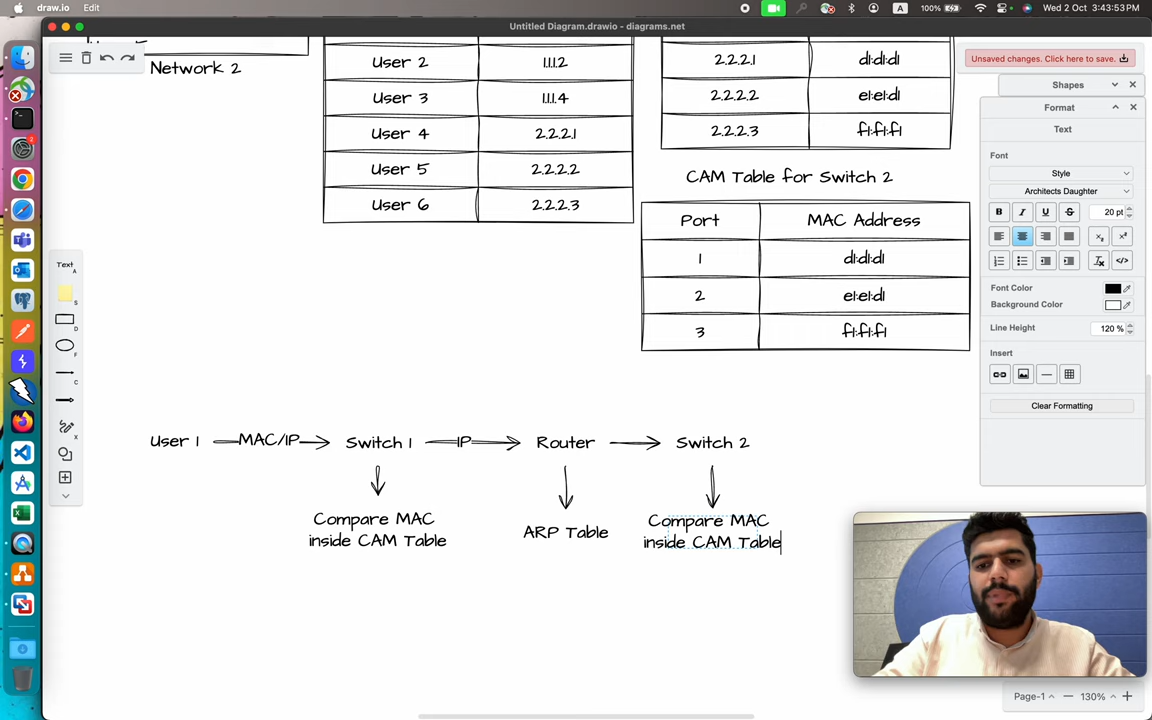 draw.io Edit
100% Wed 2 Oct 3:43:53 PM
A
Untitled Diagram.drawio - diagrams.net
Unsaved changes. Click here to save.
Network 2
User 2 1.1.1.2
User 3 1.1.1.4
User 4 2.2.2.1
User 5 2.2.2.2
User 6 2.2.2.3
2.2.2.1 d1:d1:d1
2.2.2.2 e1:e1:d1
2.2.2.3 f1:f1:f1
CAM Table for Switch 2
Port MAC Address
1 d1:d1:d1
2 e1:e1:d1
3 f1:f1:f1
User 1 MAC/IP Switch 1 IP Router Switch 2
Compare MAC
inside CAM Table
ARP Table
Compare MAC
inside CAM Table
Text
A
S
D
F
C
X
Shapes
Format
Text
Font
Style
Architects Daughter
B I U S 20 pt
Font Color
Background Color
Line Height 120 %
Insert
Clear Formatting
Page-1 130%
2